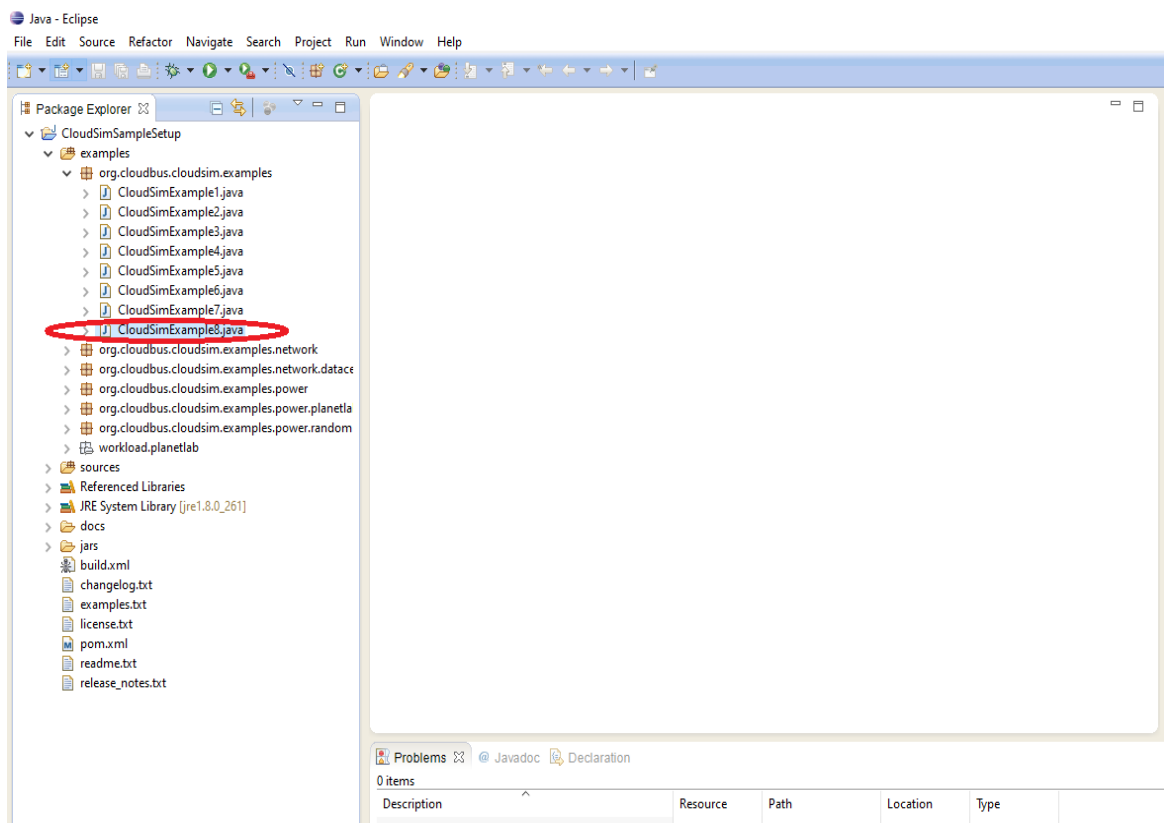 Java - Eclipse
File Edit Source Refactor Navigate Search Project Run Window Help
Package Explorer
CloudSimSampleSetup
examples
org.cloudbus.cloudsim.examples
CloudSimExample1.java
CloudSimExample2.java
CloudSimExample3.java
CloudSimExample4.java
CloudSimExample5.java
CloudSimExample6.java
CloudSimExample7.java
CloudSimExample8.java
org.cloudbus.cloudsim.examples.network
org.cloudbus.cloudsim.examples.network.datace
org.cloudbus.cloudsim.examples.power
org.cloudbus.cloudsim.examples.power.planetla
org.cloudbus.cloudsim.examples.power.random
workload.planetlab
sources
Referenced Libraries
JRE System Library [jre1.8.0_261]
docs
jars
build.xml
changelog.txt
examples.txt
license.txt
pom.xml
readme.txt
release_notes.txt
Problems @ Javadoc Declaration
0 items
Description Resource Path Location Type